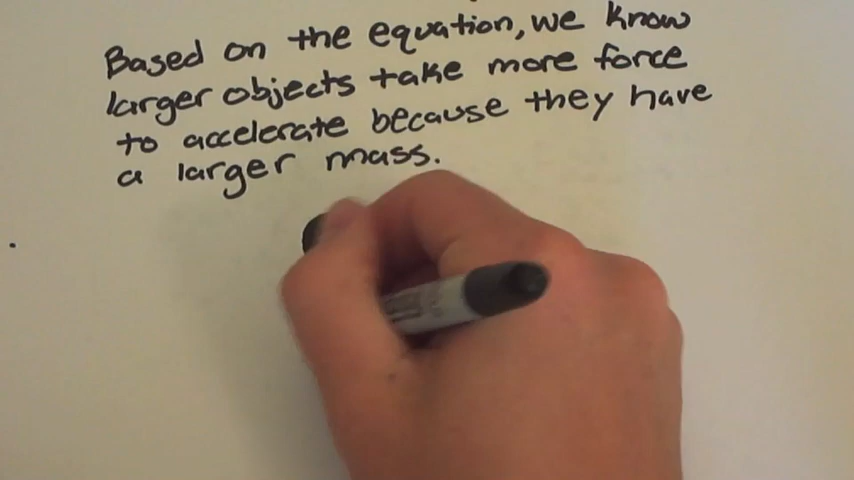 Based on the equation, we know
larger objects take more force
to accelerate because they have
a larger mass.